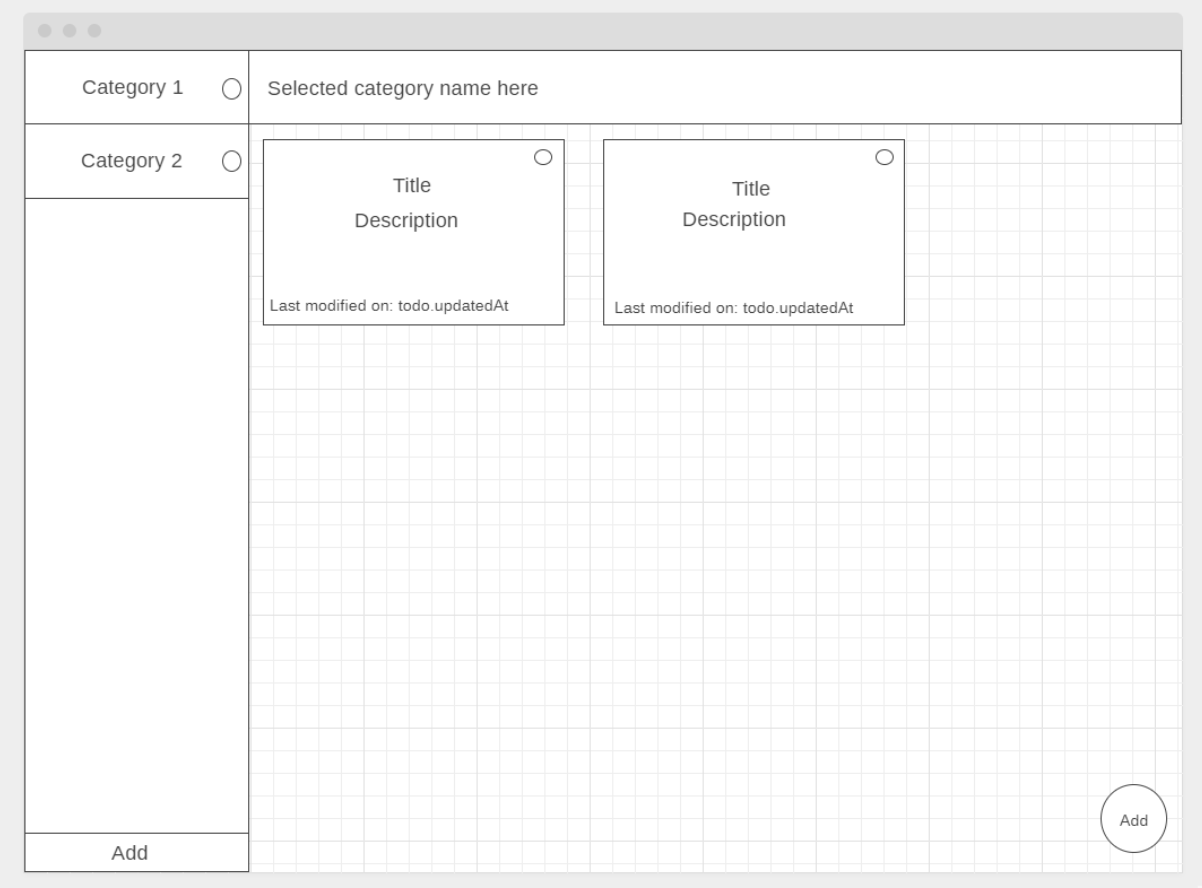 Category 1
Selected category name here
Category 2
Title
Description
Last modified on: todo.updatedAt
Title
Description
Last modified on: todo.updatedAt
Add
Add